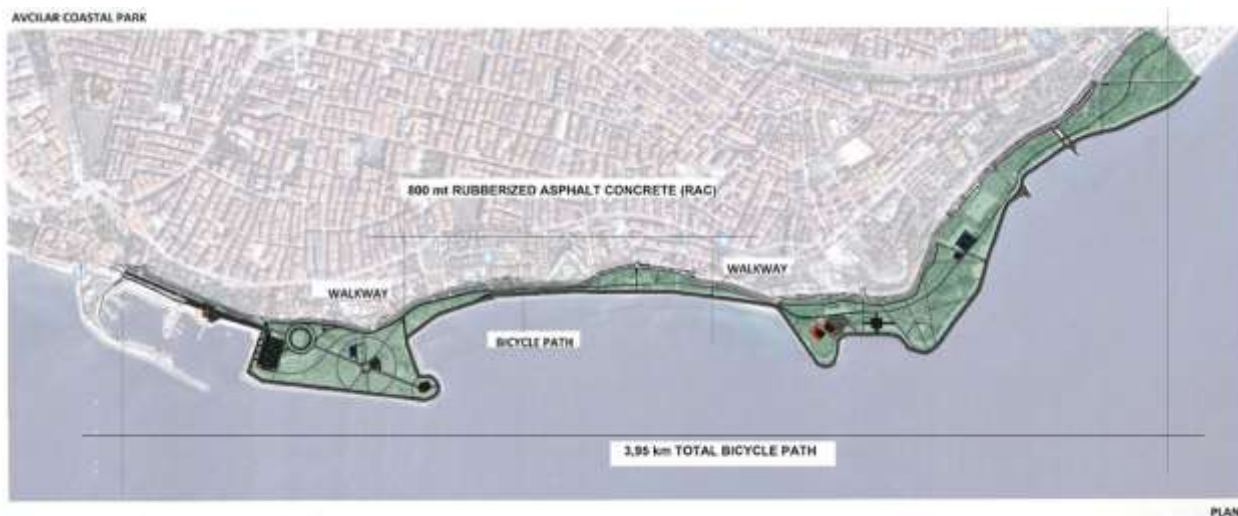 AVCILAR COASTAL PARK
800 mt RUBBERIZED ASPHALT CONCRETE (RAC)
WALKWAY
WALKWAY
BICYCLE PATH
3,95 km TOTAL BICYCLE PATH
PLAN